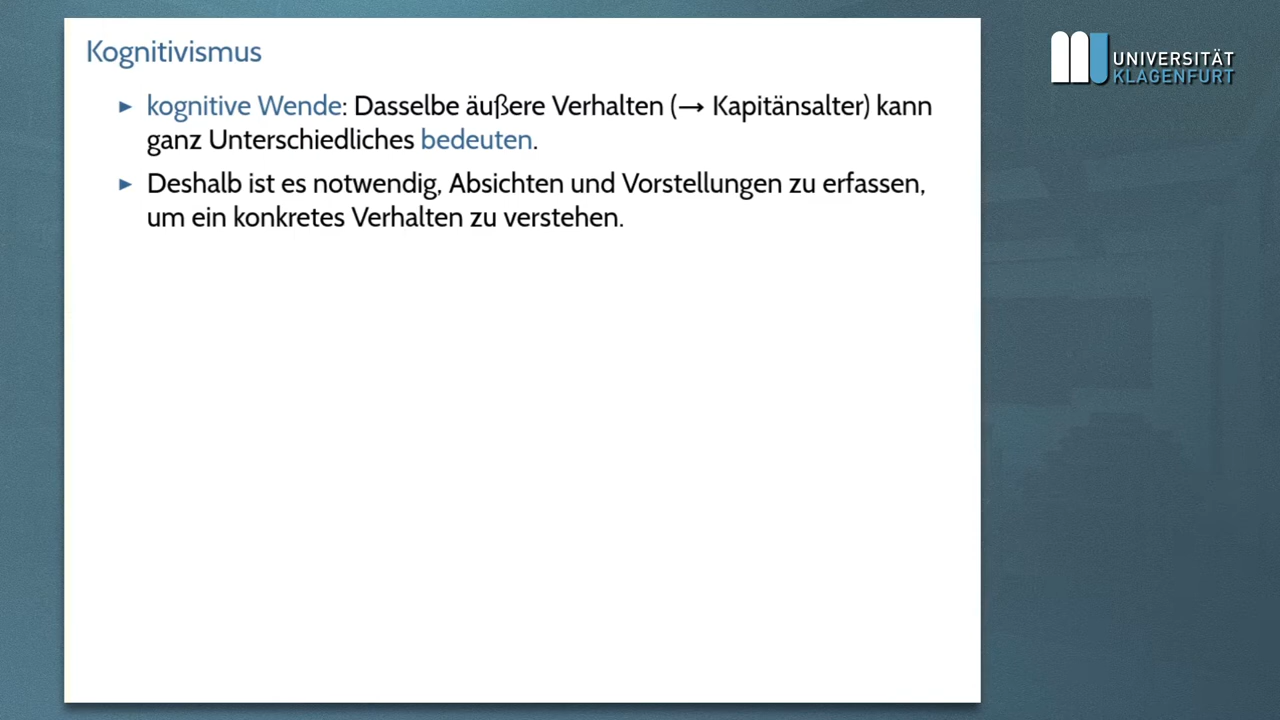 Kognitivismus
► kognitive Wende: Dasselbe äußere Verhalten (→ Kapitänsalter) kann
ganz Unterschiedliches bedeuten.
► Deshalb ist es notwendig, Absichten und Vorstellungen zu erfassen,
um ein konkretes Verhalten zu verstehen.
UNIVERSITÄT
KLAGENFURT